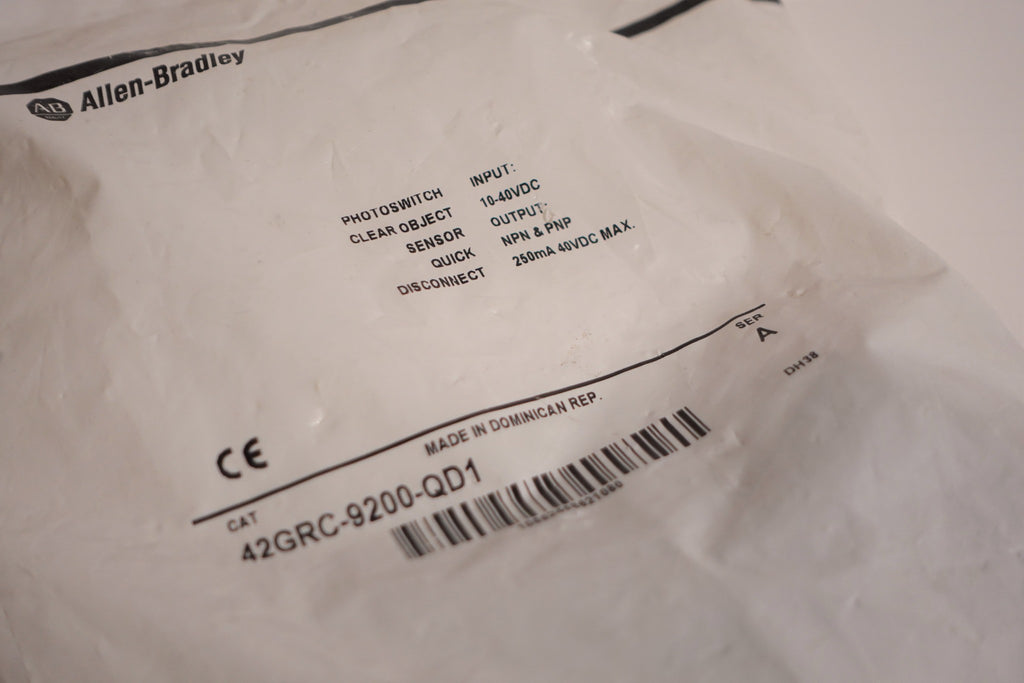 AB
Allen-Bradley
PHOTOSWITCH
CLEAR OBJECT
SENSOR
QUICK
DISCONNECT
INPUT:
10-40VDC
OUTPUT:
NPN & PNP
250mA 40VDC MAX.
SER
A
DH38
CE
MADE IN DOMINICAN REP.
CAT
42GRC-9200-QD1